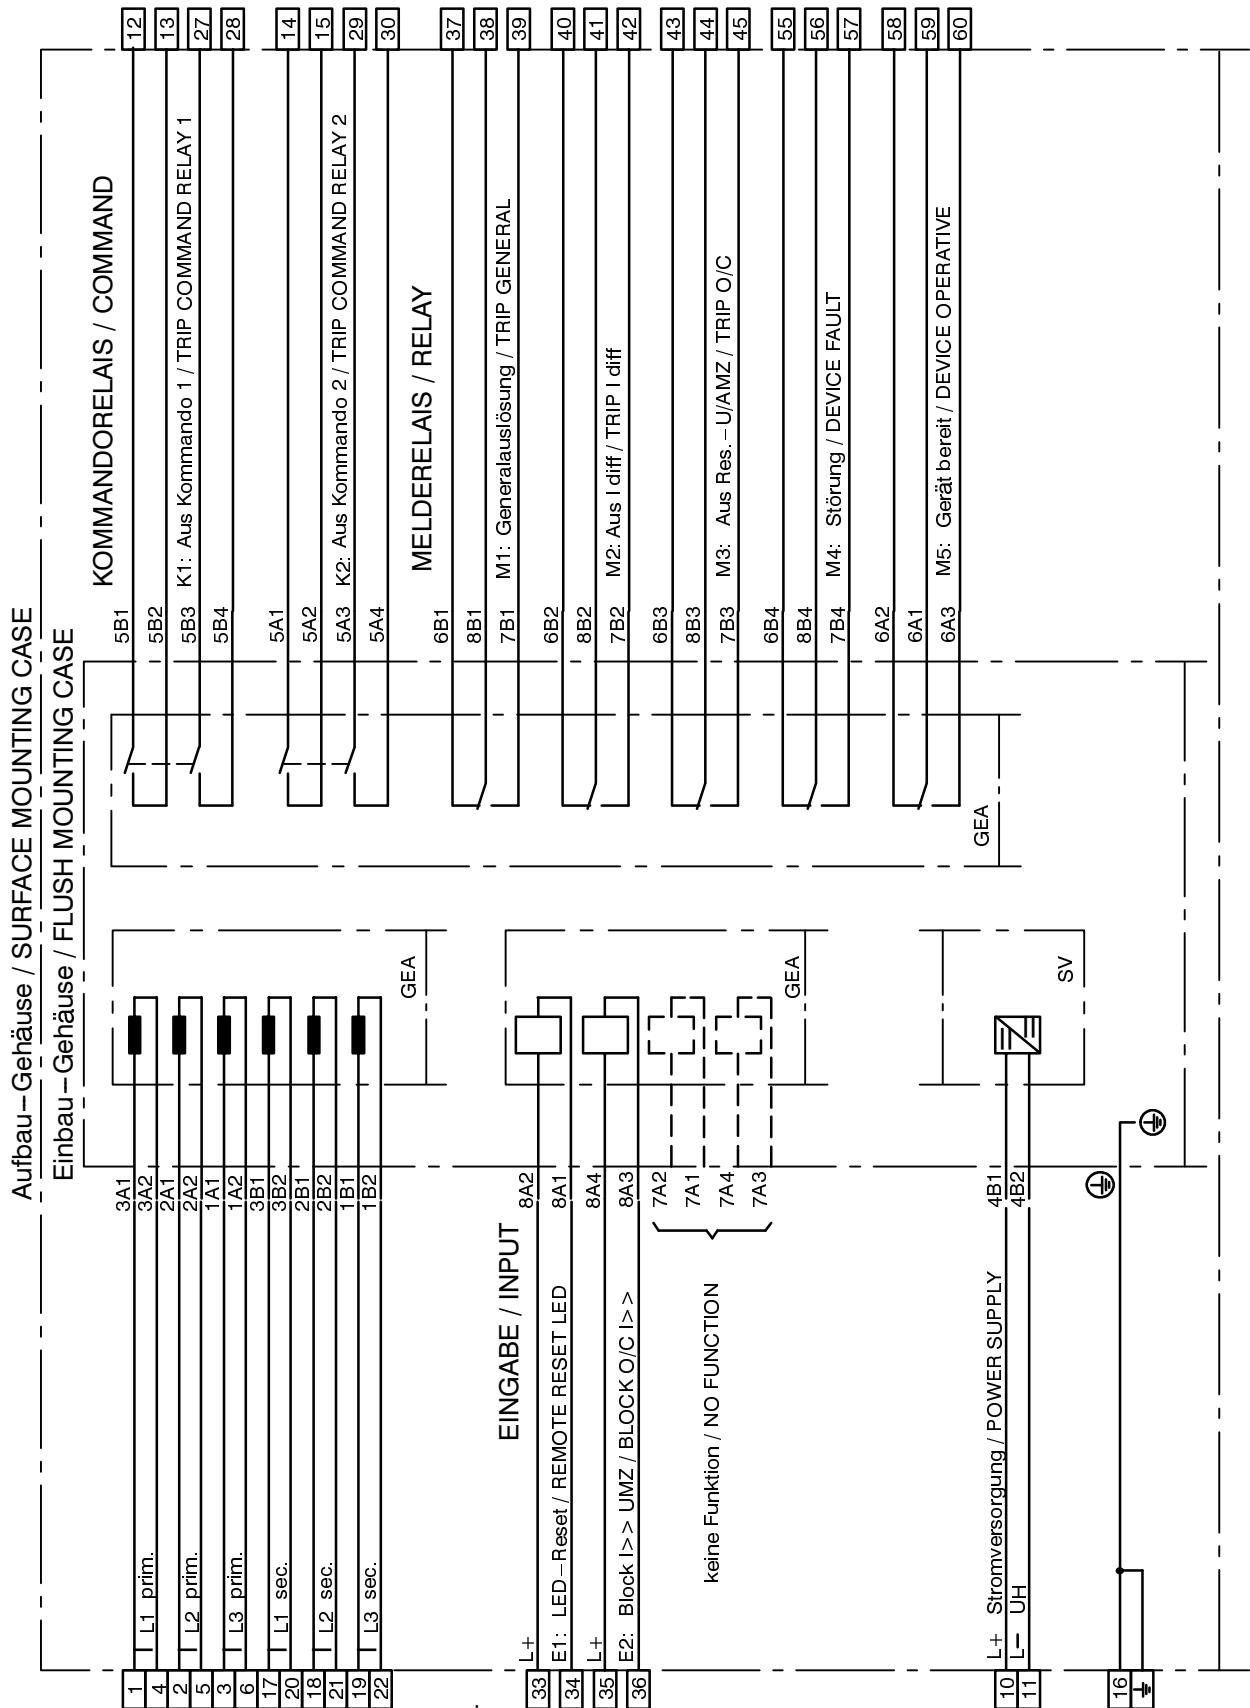 Aufbau-Gehäuse / SURFACE MOUNTING CASE
Einbau-Gehäuse / FLUSH MOUNTING CASE
KOMMANDORELAIS / COMMAND
5B1 12
5B2 13
K1: Aus Kommando 1 / TRIP COMMAND RELAY 1
5B3 27
5B4 28
5A1 14
5A2 15
K2: Aus Kommando 2 / TRIP COMMAND RELAY 2
5A3 29
5A4 30
MELDERELAIS / RELAY
6B1 37
8B1 38
7B1 39
M1: Generalauslösung / TRIP GENERAL
6B2 40
8B2 41
7B2 42
M2: Aus I diff / TRIP I diff
6B3 43
8B3 44
7B3 45
M3: Aus Res.-U/AMZ / TRIP O/C
6B4 55
8B4 56
7B4 57
M4: Störung / DEVICE FAULT
6A2 58
6A1 59
6A3 60
M5: Gerät bereit / DEVICE OPERATIVE
GEA
1 3A1
I L1 prim.
4 3A2
2 2A1
I L2 prim.
5 2A2
3 1A1
I L3 prim.
6 1A2
17 3B1
I L1 sec.
20 3B2
18 2B1
I L2 sec.
21 2B2
19 1B1
I L3 sec.
22 1B2
GEA
EINGABE / INPUT
33 L+ 8A2
E1: LED-Reset / REMOTE RESET LED
34 8A1
35 L+ 8A4
E2: Block I>> UMZ / BLOCK O/C I>>
36 8A3
7A2
7A1
7A4
7A3
keine Funktion / NO FUNCTION
GEA
10 L+ Stromversorgung / POWER SUPPLY 4B1
11 L- UH 4B2
SV
16